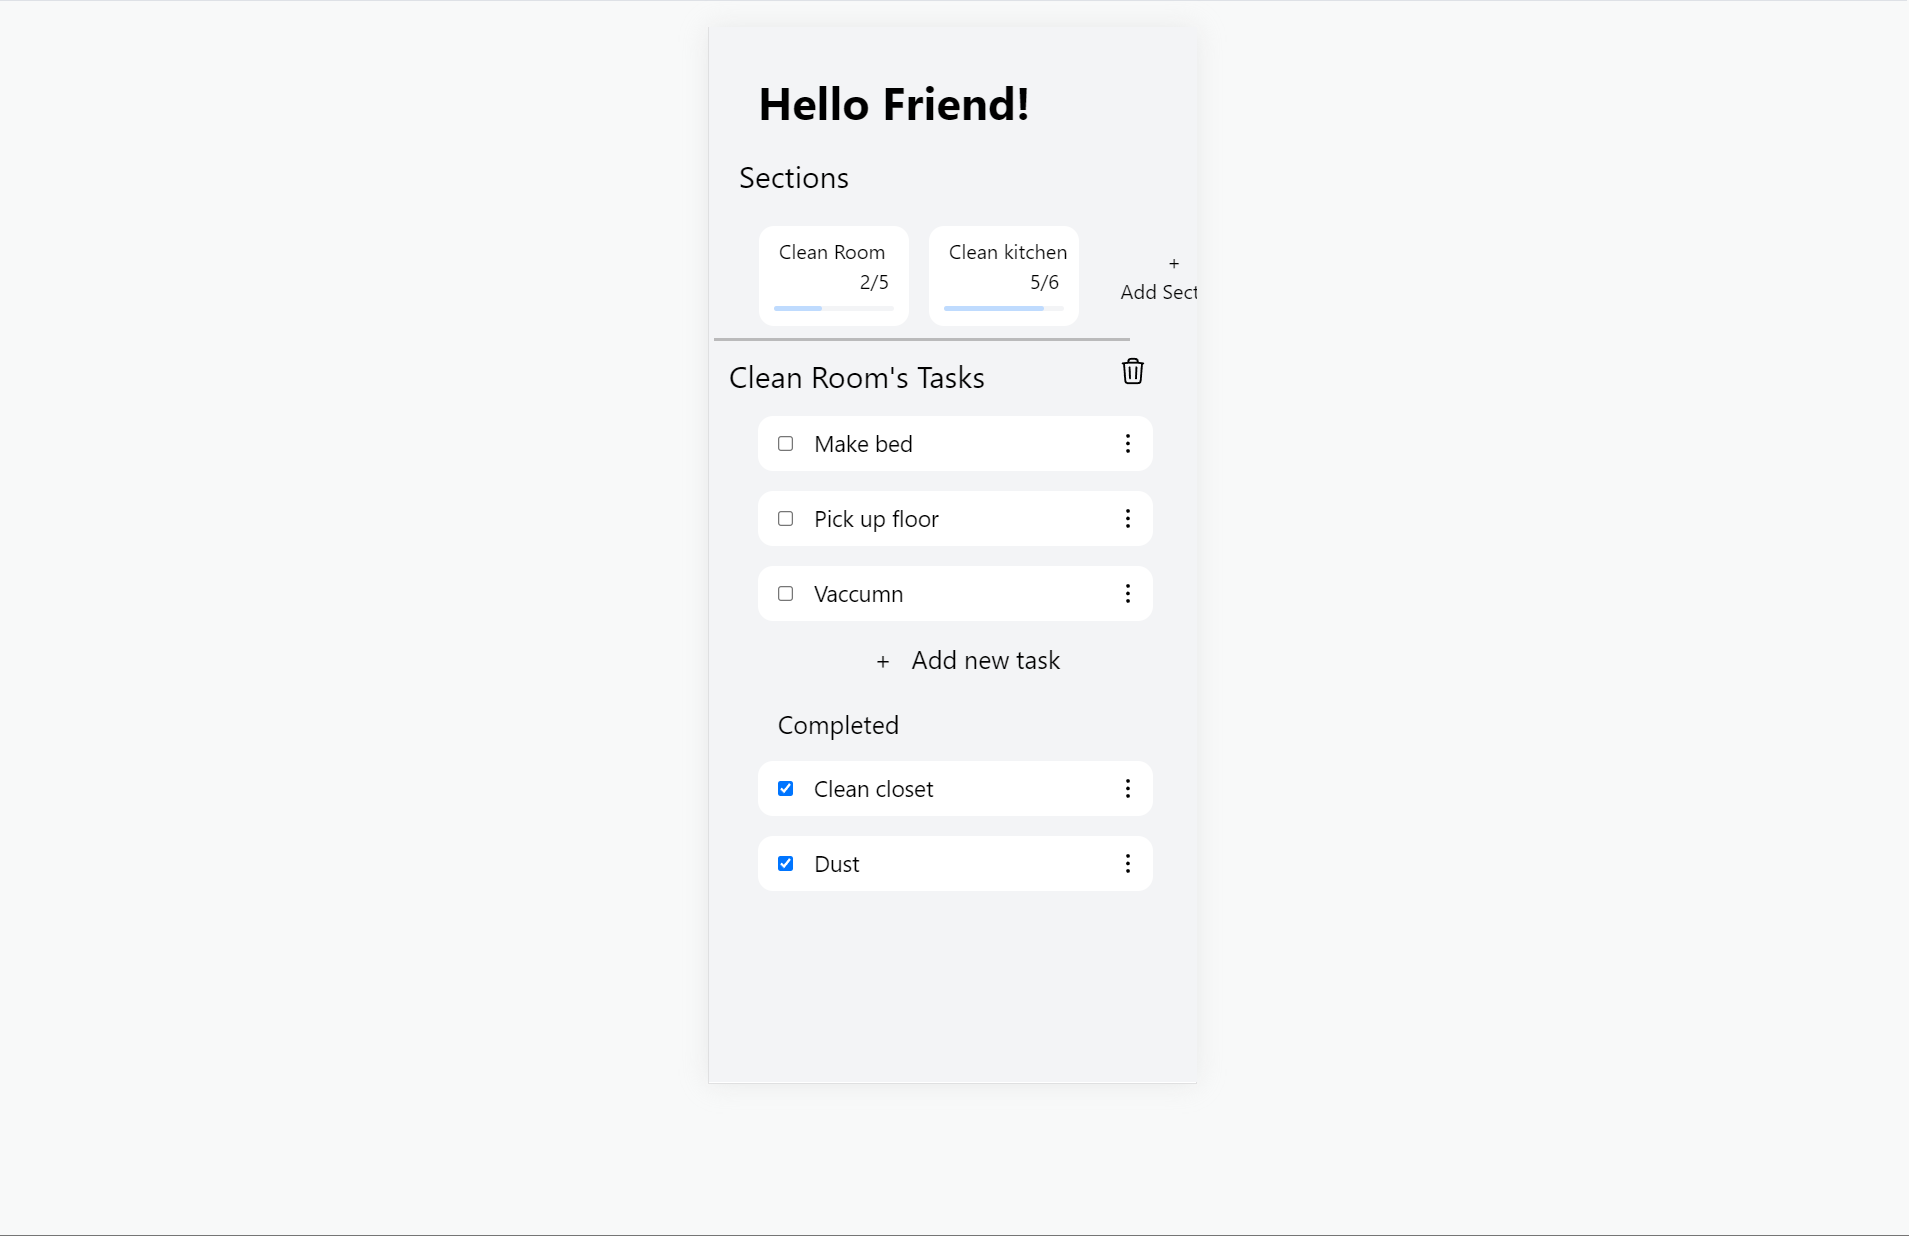 Hello Friend!
Sections
Clean Room
2/5
Clean kitchen
5/6
+
Add Sect
Clean Room's Tasks
Make bed
Pick up floor
Vaccumn
+ Add new task
Completed
Clean closet
Dust